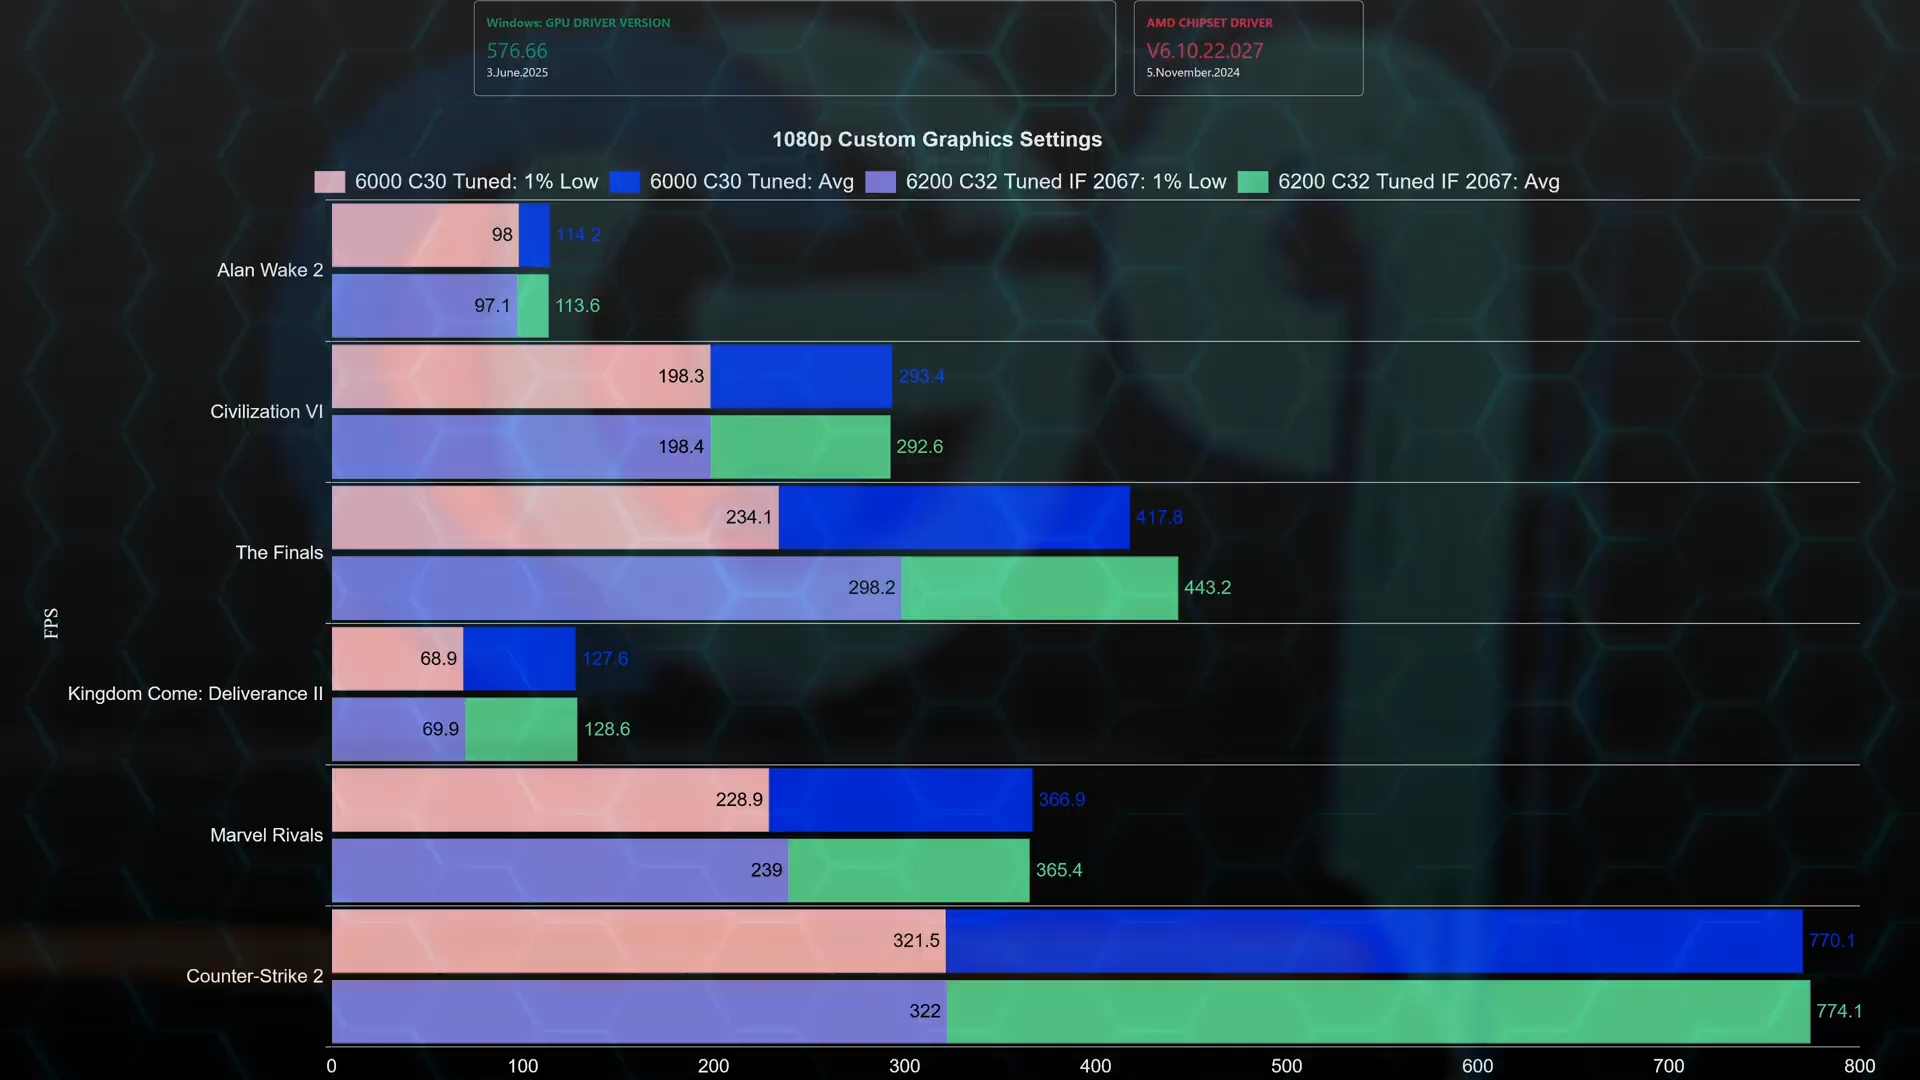 Windows: GPU DRIVER VERSION
576.66
3.June.2025
AMD CHIPSET DRIVER
V6.10.22.027
5.November.2024
1080p Custom Graphics Settings
6000 C30 Tuned: 1% Low 6000 C30 Tuned: Avg 6200 C32 Tuned IF 2067: 1% Low 6200 C32 Tuned IF 2067: Avg
98 114.2
Alan Wake 2
97.1 113.6
198.3 293.4
Civilization VI
198.4 292.6
234.1 417.8
The Finals
298.2 443.2
FPS
68.9 127.6
Kingdom Come: Deliverance II
69.9 128.6
228.9 366.9
Marvel Rivals
239 365.4
321.5 770.1
Counter-Strike 2
322 774.1
0 100 200 300 400 500 600 700 800